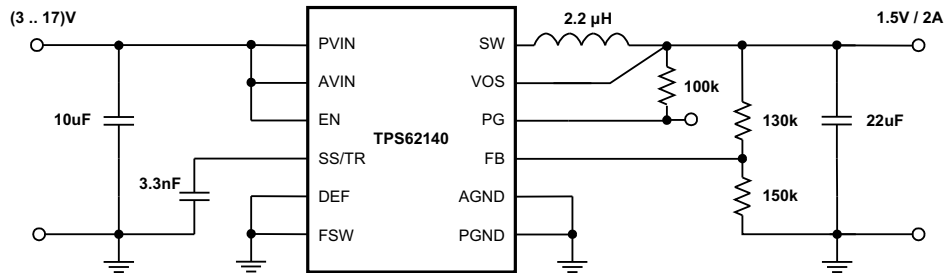 (3 .. 17)V
2.2 µH
1.5V / 2A
PVIN
SW
AVIN
VOS
100k
10uF
EN
PG
130k
22uF
TPS62140
SS/TR
FB
3.3nF
DEF
AGND
150k
FSW
PGND